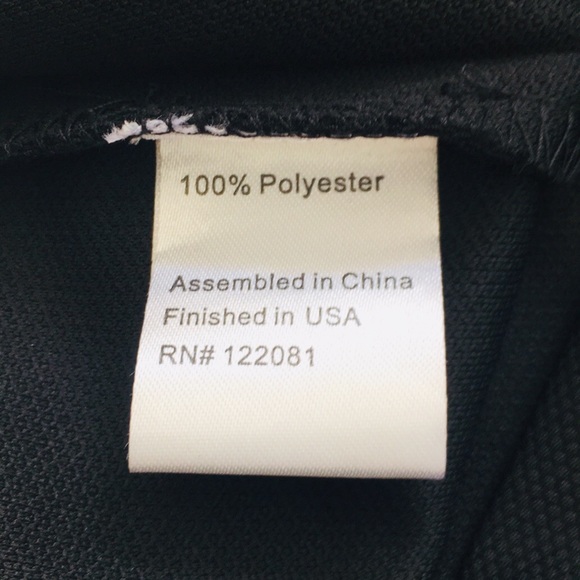 100% Polyester
Assembled in China
Finished in USA
RN# 122081